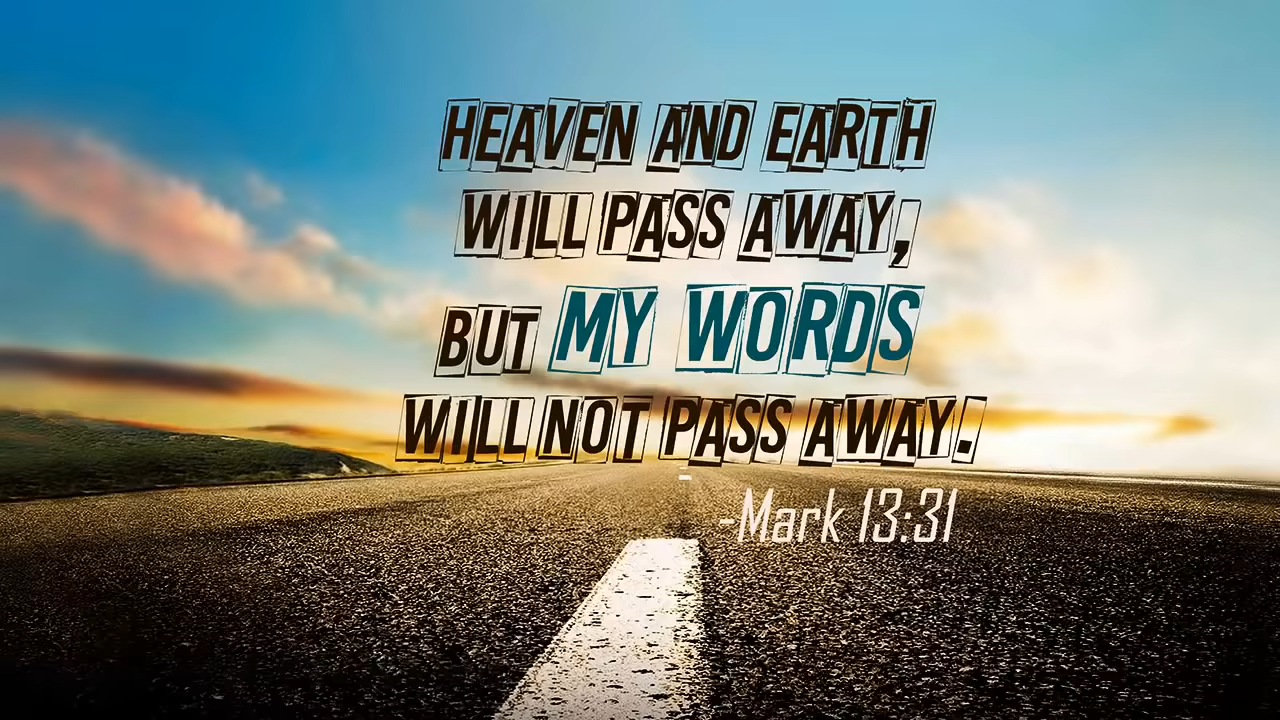 HEAVEN AND EARTH
WILL PASS AWAY,
BUT MY WORDS
WILL NOT PASS AWAY.
-Mark 13:31